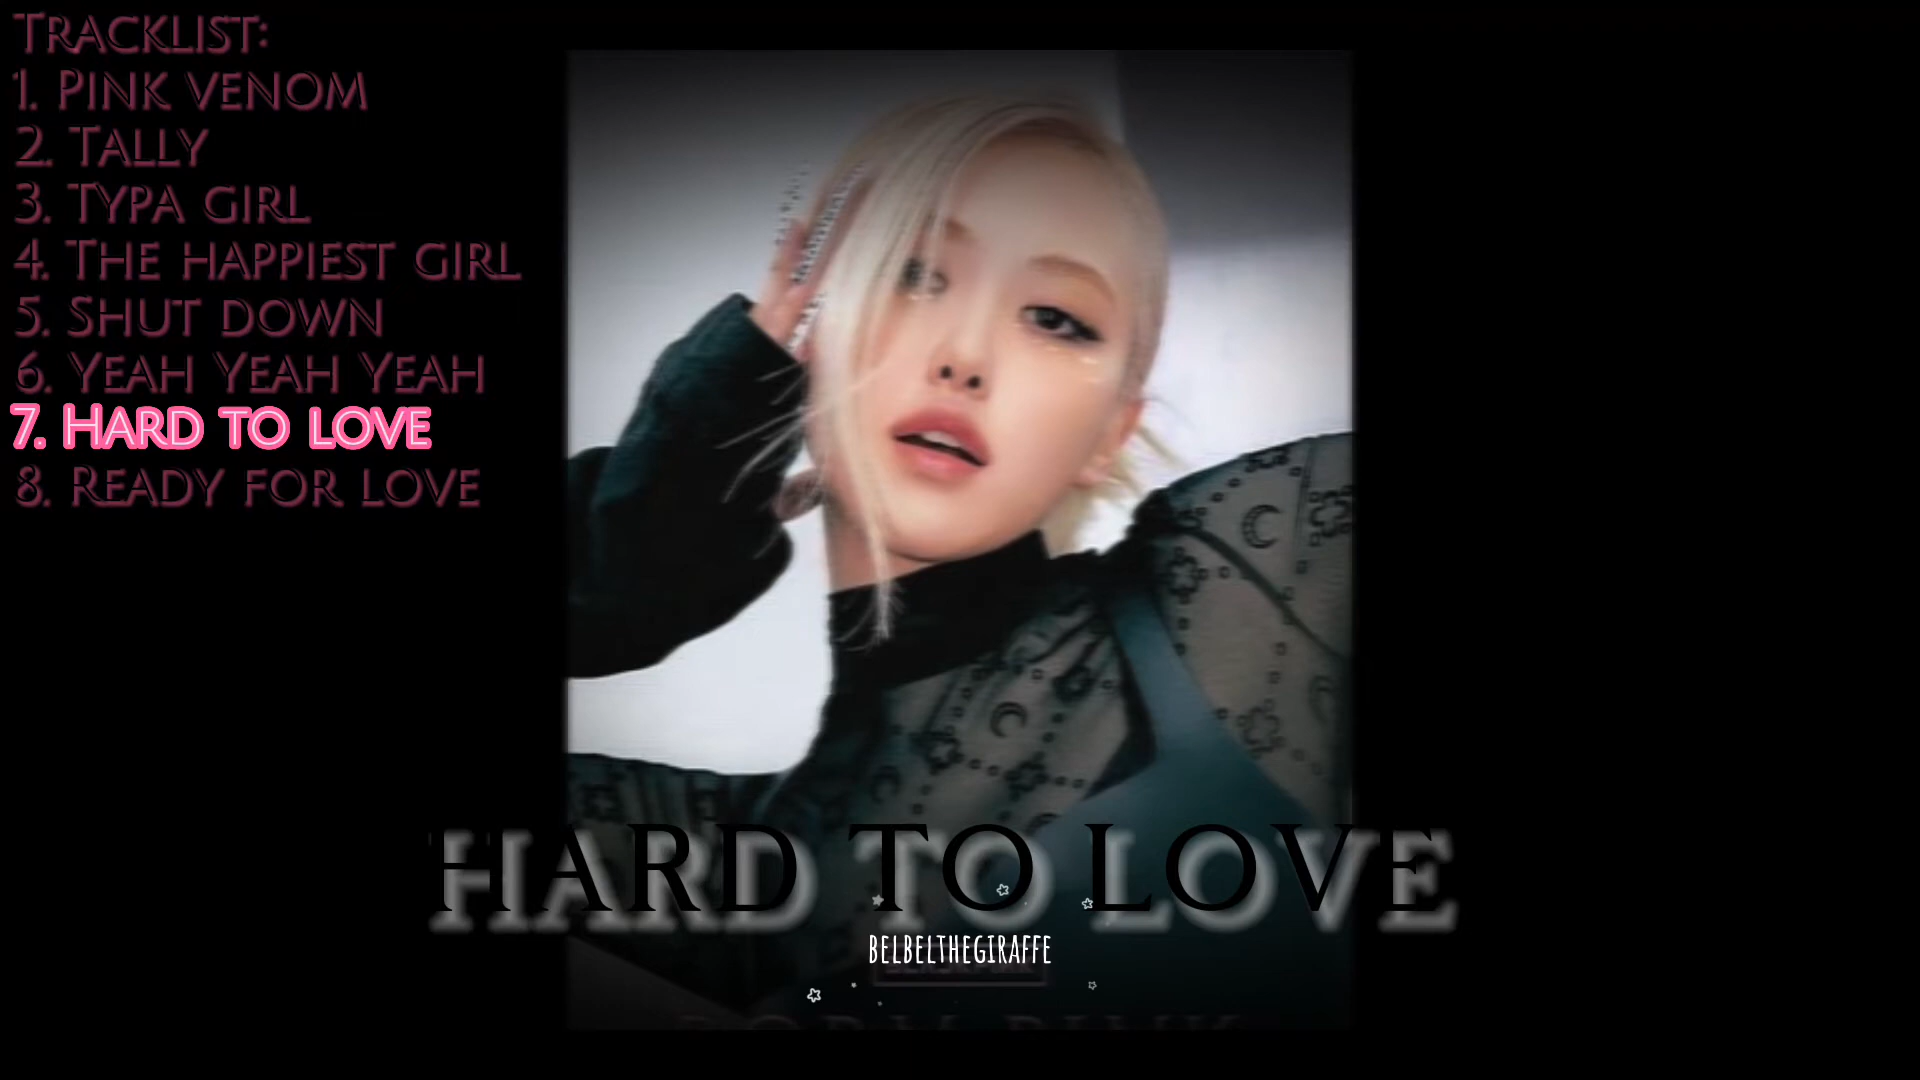 Tracklist:
1. Pink venom
2. Tally
3. Typa girl
4. The happiest girl
5. Shut down
6. Yeah Yeah Yeah
7. Hard to love
8. Ready for love
HARD TO LOVE
BELBELTHEGIRAFFE